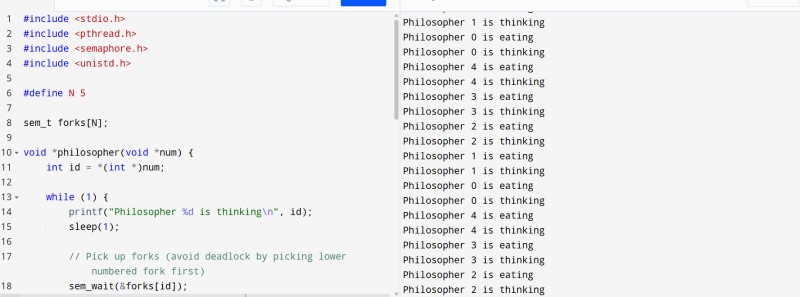 1 #include <stdio.h>
2 #include <pthread.h>
3 #include <semaphore.h>
4 #include <unistd.h>
5
6 #define N 5
7
8 sem_t forks[N];
9
10 void *philosopher(void *num) {
11 int id = *(int *)num;
12
13 while (1) {
14 printf("Philosopher %d is thinking\n", id);
15 sleep(1);
16
17 // Pick up forks (avoid deadlock by picking lower
numbered fork first)
18 sem_wait(&forks[id]);
Philosopher 1 is thinking
Philosopher 0 is eating
Philosopher 0 is thinking
Philosopher 4 is eating
Philosopher 4 is thinking
Philosopher 3 is eating
Philosopher 3 is thinking
Philosopher 2 is eating
Philosopher 2 is thinking
Philosopher 1 is eating
Philosopher 1 is thinking
Philosopher 0 is eating
Philosopher 0 is thinking
Philosopher 4 is eating
Philosopher 4 is thinking
Philosopher 3 is eating
Philosopher 3 is thinking
Philosopher 2 is eating
Philosopher 2 is thinking